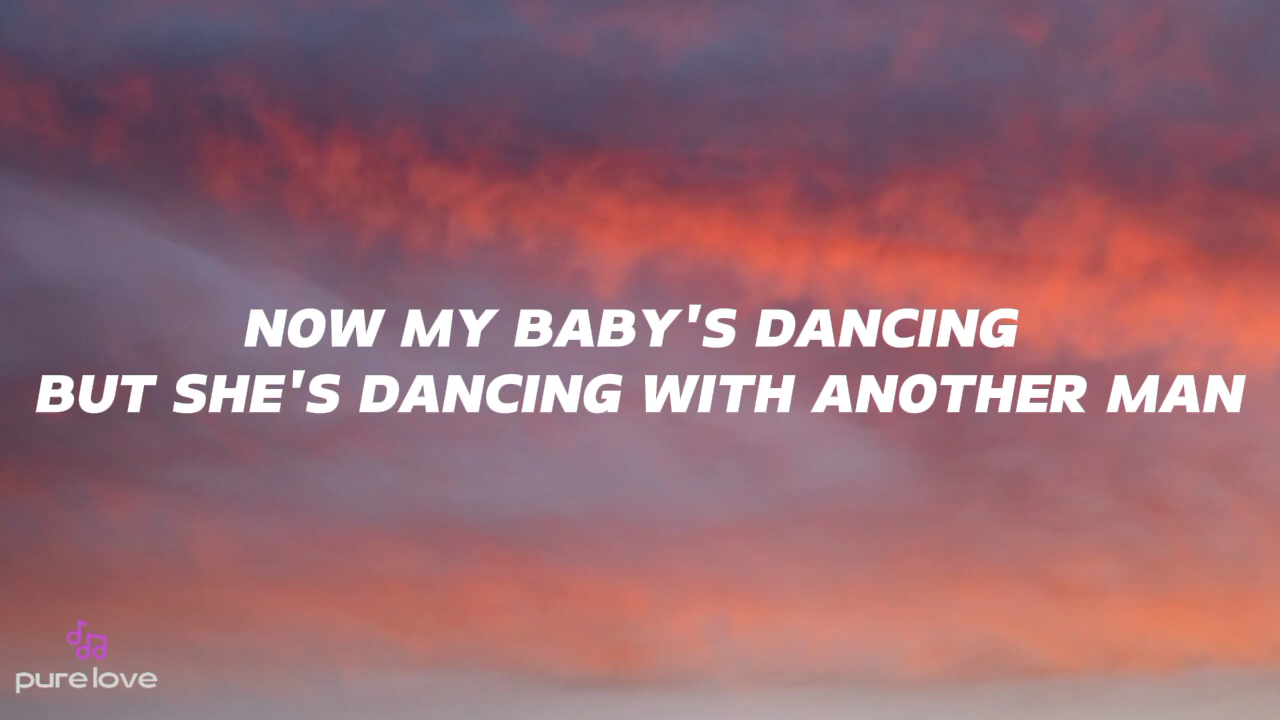 NOW MY BABY'S DANCING
BUT SHE'S DANCING WITH ANOTHER MAN
pure love